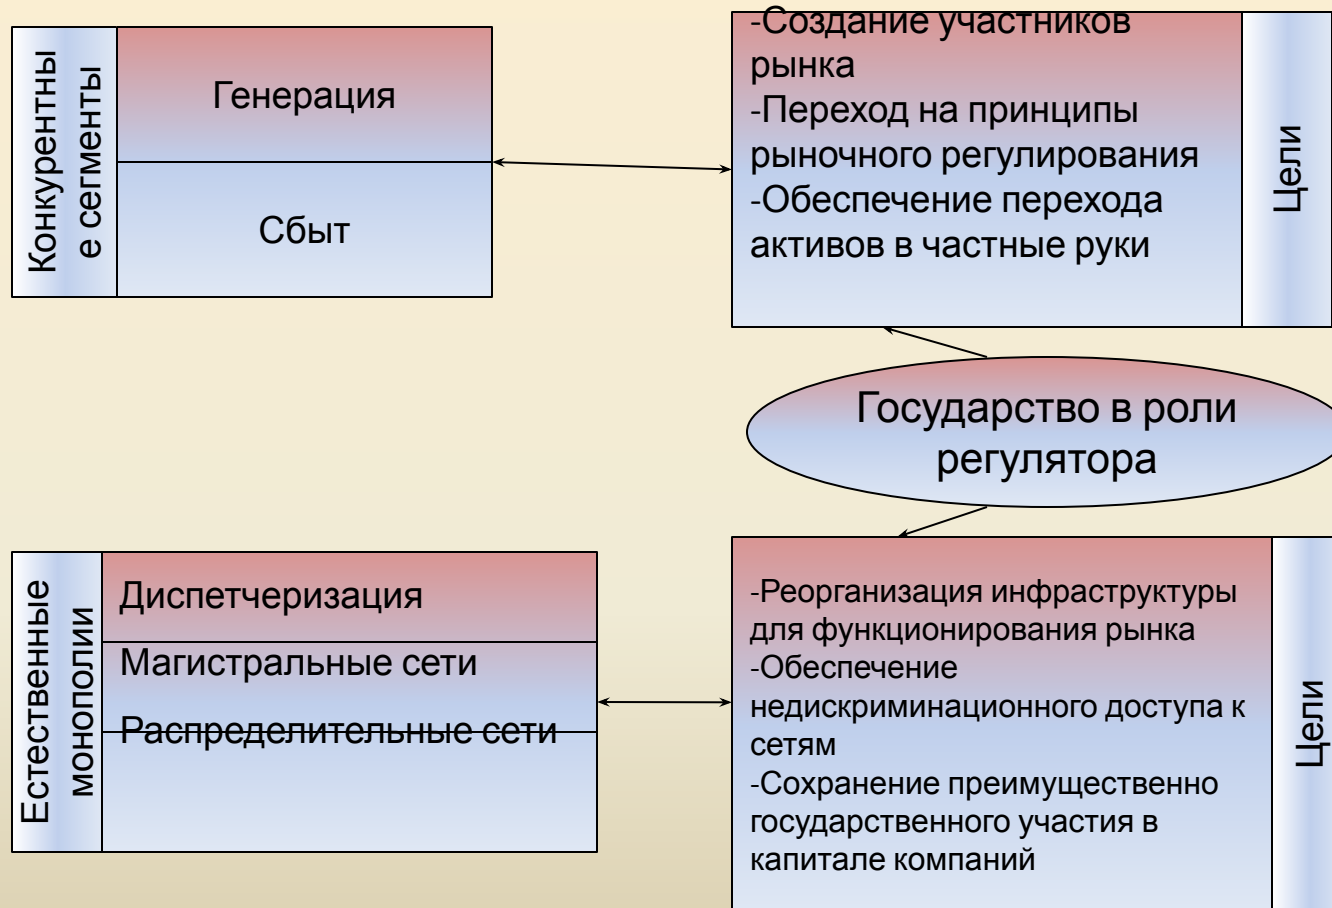 Конкурентны
е сегменты
Генерация
Сбыт
-Создание участников
рынка
-Переход на принципы
рыночного регулирования
-Обеспечение перехода
активов в частные руки
Цели
Государство в роли
регулятора
Естественные
монополии
Диспетчеризация
Магистральные сети
Распределительные сети
-Реорганизация инфраструктуры
для функционирования рынка
-Обеспечение
недискриминационного доступа к
сетям
-Сохранение преимущественно
государственного участия в
капитале компаний
Цели